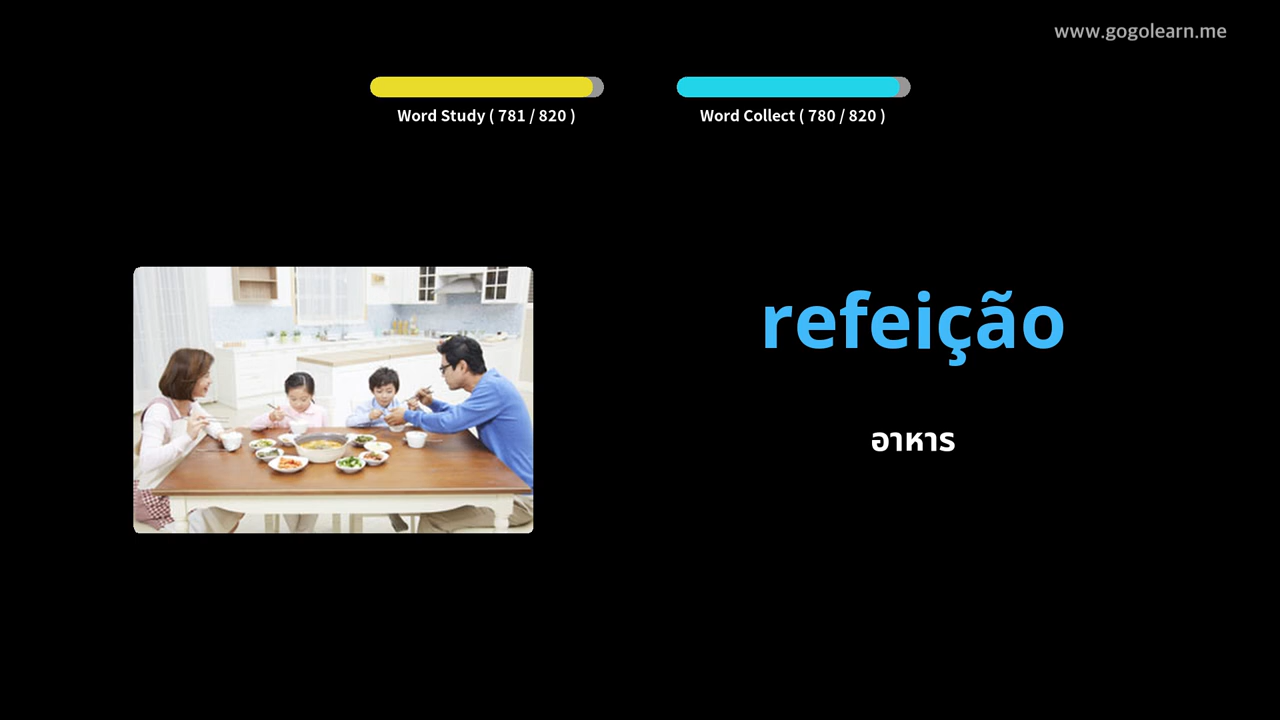 www.gogolearn.me
Word Study ( 781 / 820 )
Word Collect ( 780 / 820 )
refeição
อาหาร